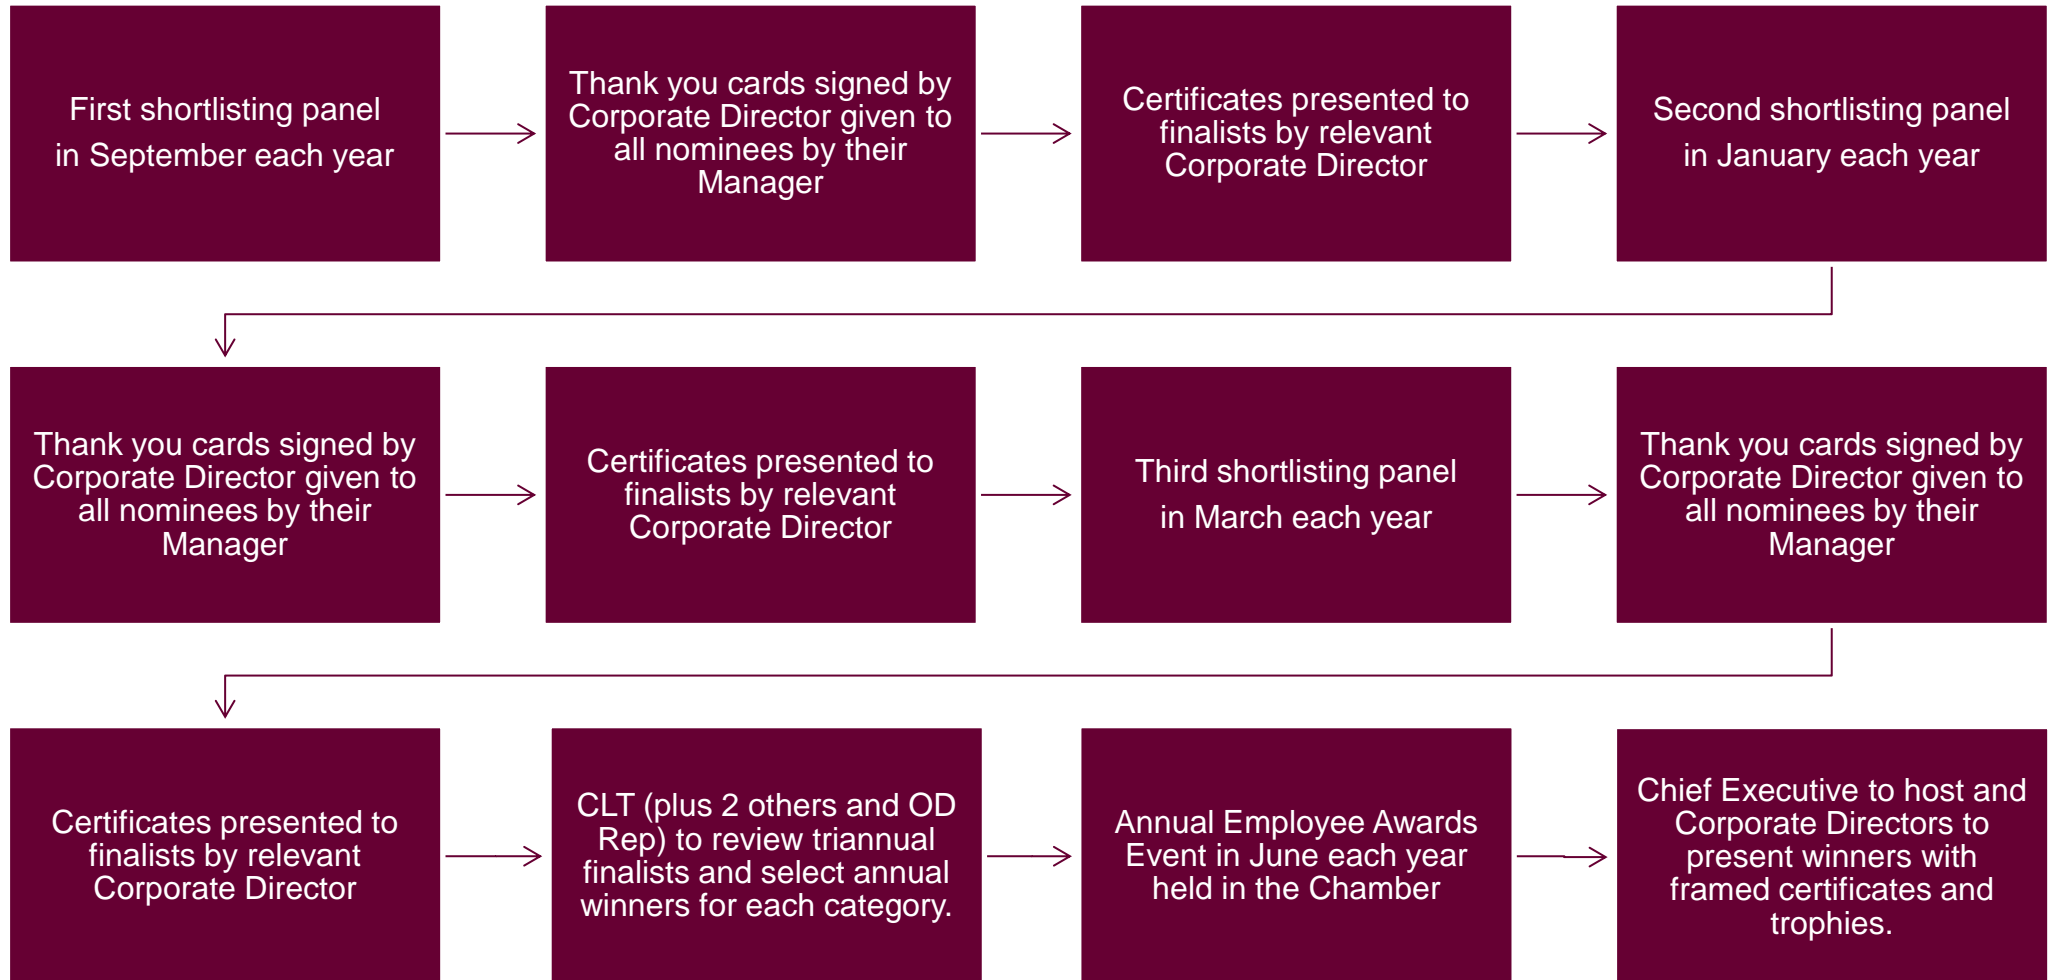 First shortlisting panel
in September each year
Thank you cards signed by
Corporate Director given to
all nominees by their
Manager
Certificates presented to
finalists by relevant
Corporate Director
Second shortlisting panel
in January each year
Thank you cards signed by
Corporate Director given to
all nominees by their
Manager
Certificates presented to
finalists by relevant
Corporate Director
Third shortlisting panel
in March each year
Thank you cards signed by
Corporate Director given to
all nominees by their
Manager
Certificates presented to
finalists by relevant
Corporate Director
CLT (plus 2 others and OD
Rep) to review triannual
finalists and select annual
winners for each category.
Annual Employee Awards
Event in June each year
held in the Chamber
Chief Executive to host and
Corporate Directors to
present winners with
framed certificates and
trophies.